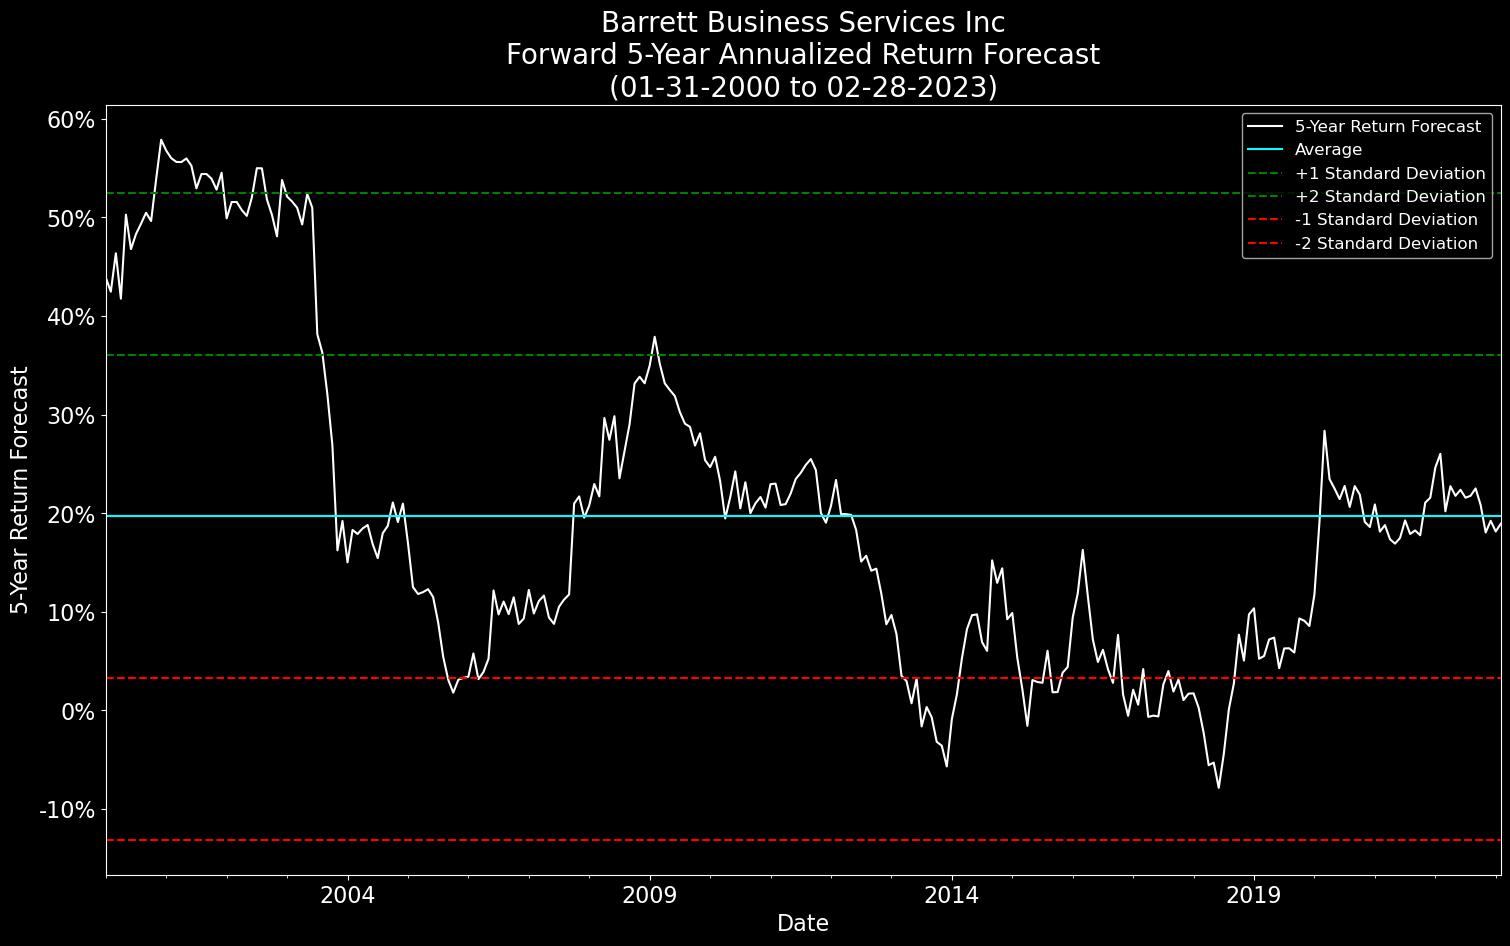 Barrett Business Services Inc
Forward 5-Year Annualized Return Forecast
(01-31-2000 to 02-28-2023)
5-Year Return Forecast
60%
50%
40%
30%
20%
10%
0%
-10%
5-Year Return Forecast
Average
+1 Standard Deviation
+2 Standard Deviation
-1 Standard Deviation
-2 Standard Deviation
2004
2009
2014
2019
Date